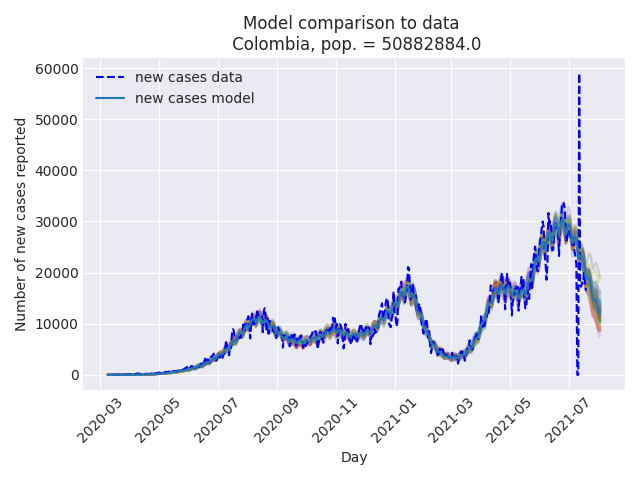 Model comparison to data
Colombia, pop. = 50882884.0
new cases data
new cases model
60000
50000
40000
30000
20000
10000
0
Number of new cases reported
2020-03
2020-05
2020-07
2020-09
2020-11
2021-01
2021-03
2021-05
2021-07
Day